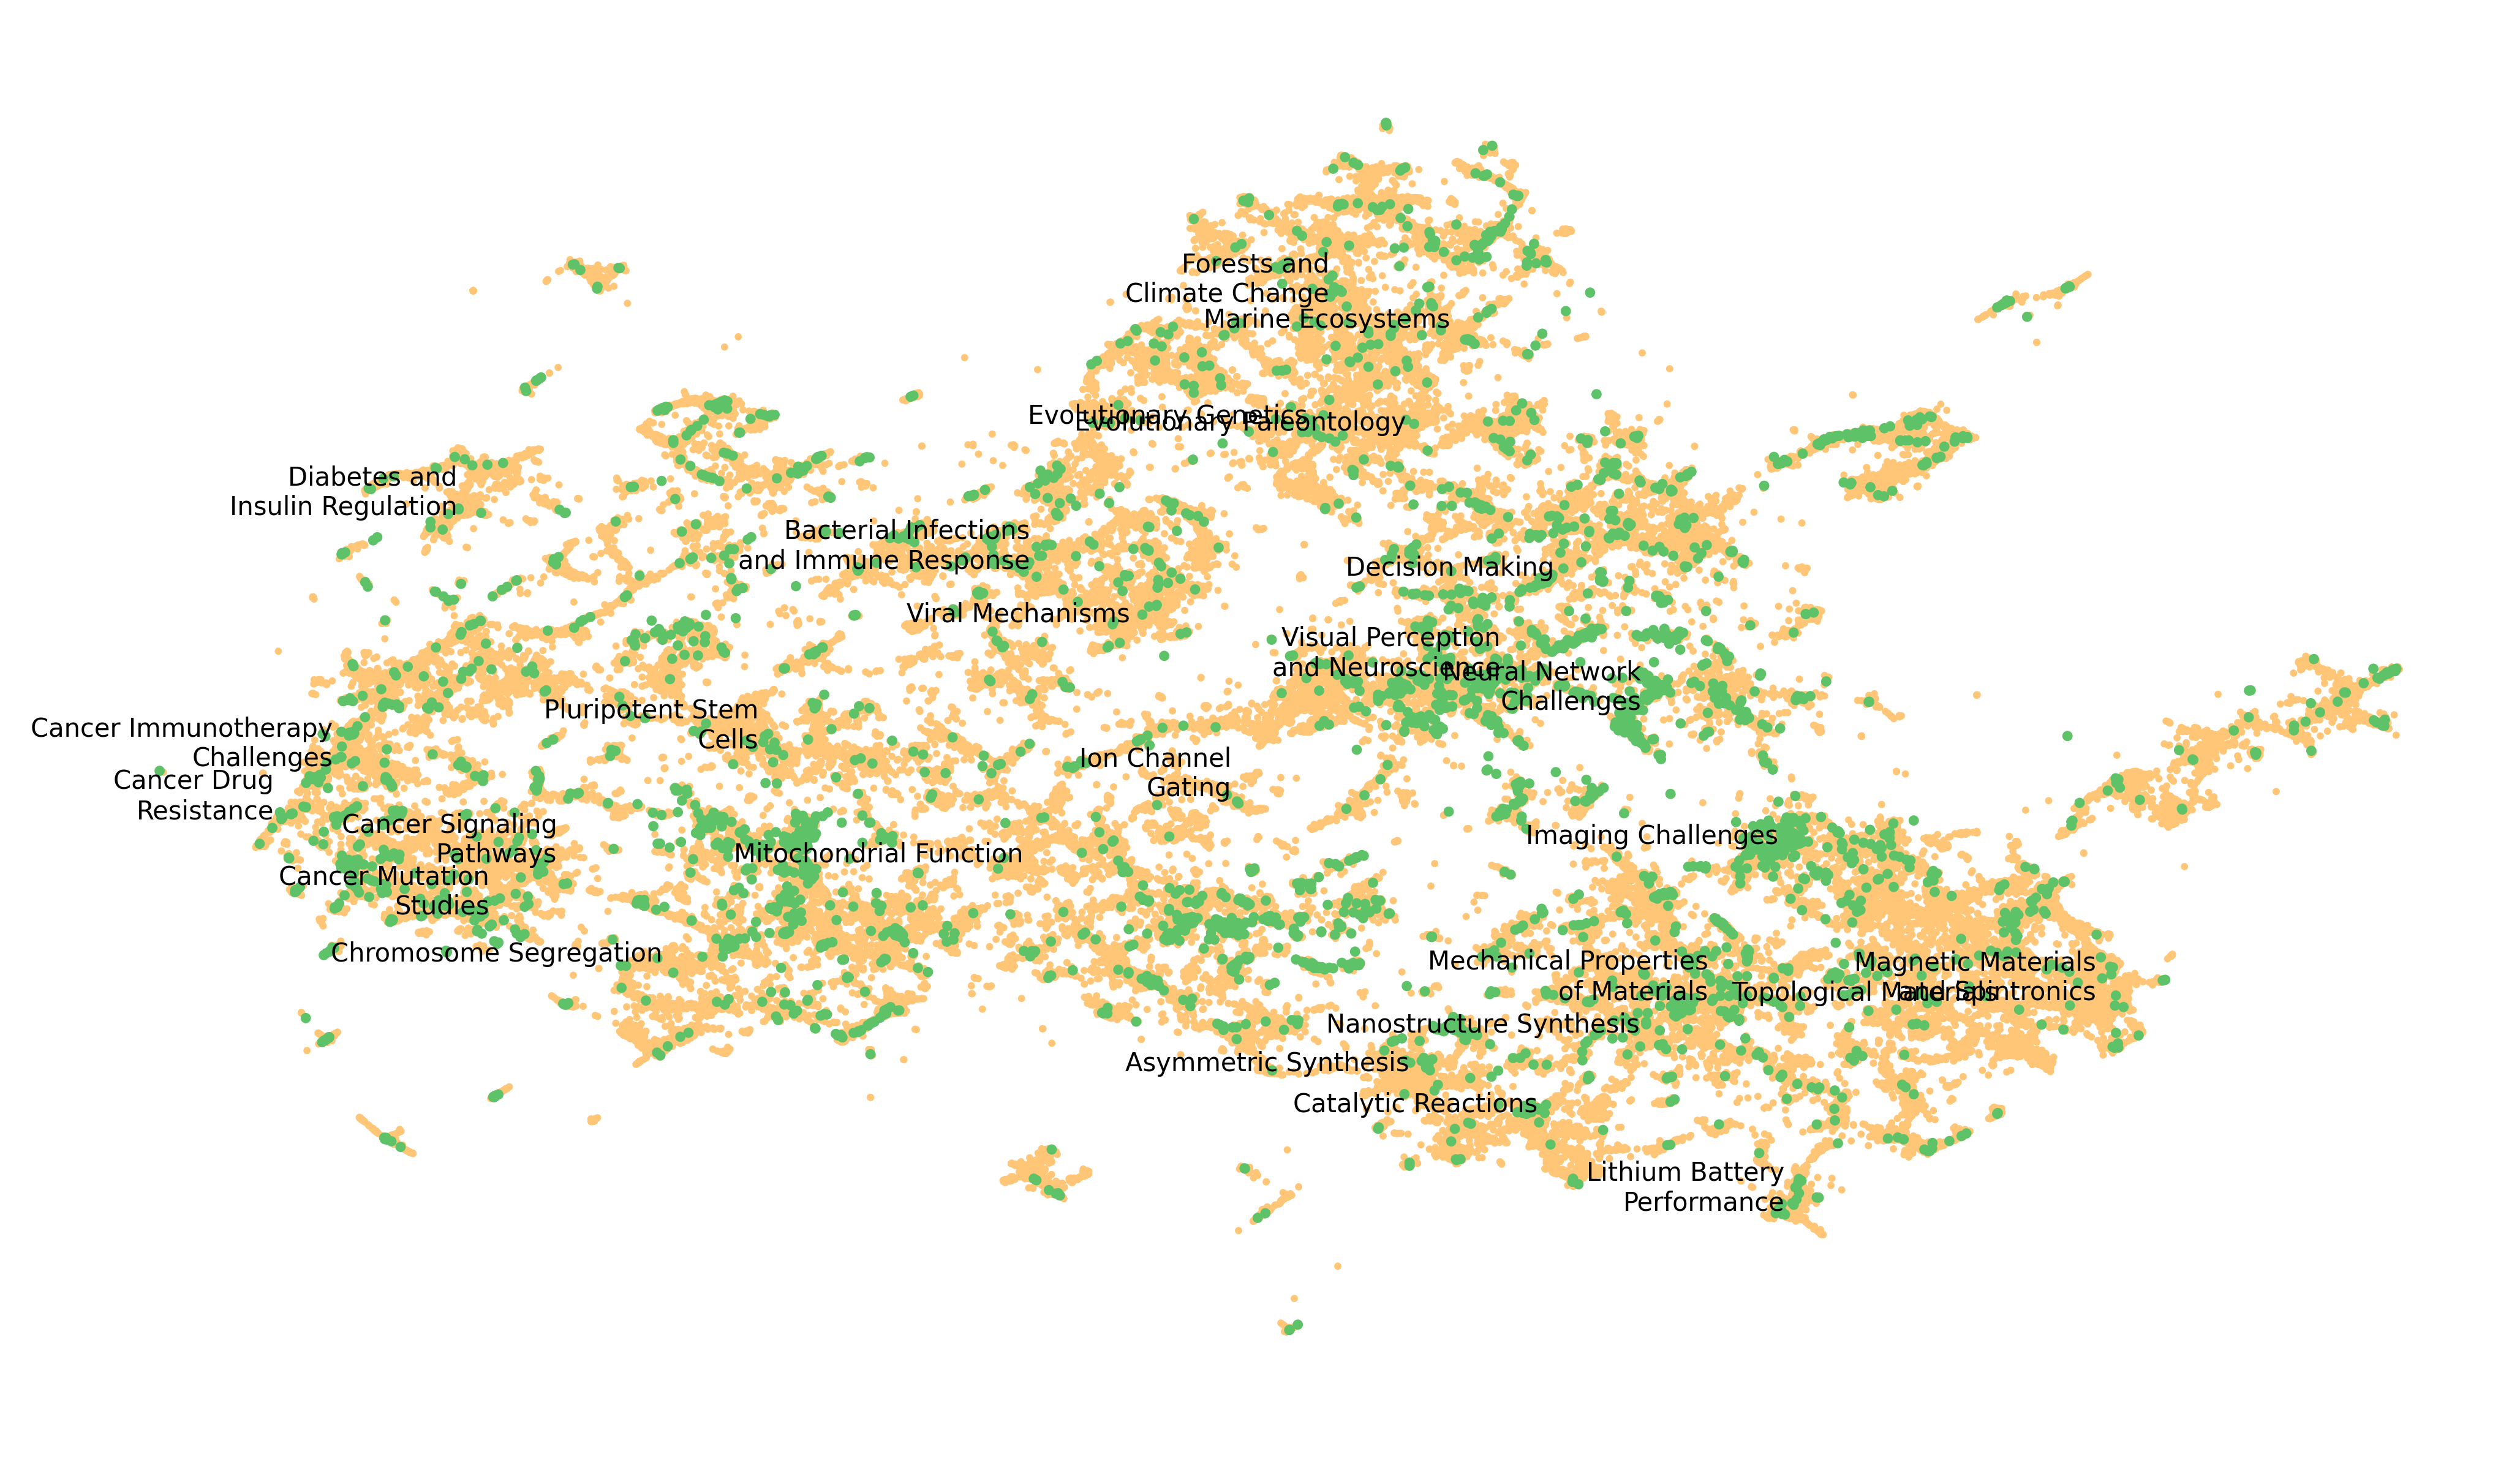 Forests and
Climate Change
Marine Ecosystems
Evolutionary Genetics
Evolutionary Paleontology
Diabetes and
Insulin Regulation
Bacterial Infections
and Immune Response
Decision Making
Viral Mechanisms
Visual Perception
and Neuroscience
Neural Network
Challenges
Pluripotent Stem
Cells
Cancer Immunotherapy
Challenges
Ion Channel
Gating
Cancer Drug
Resistance
Cancer Signaling
Pathways
Imaging Challenges
Mitochondrial Function
Cancer Mutation
Studies
Chromosome Segregation
Mechanical Properties
of Materials
Magnetic Materials
and Spintronics
Topological Materials
Nanostructure Synthesis
Asymmetric Synthesis
Catalytic Reactions
Lithium Battery
Performance